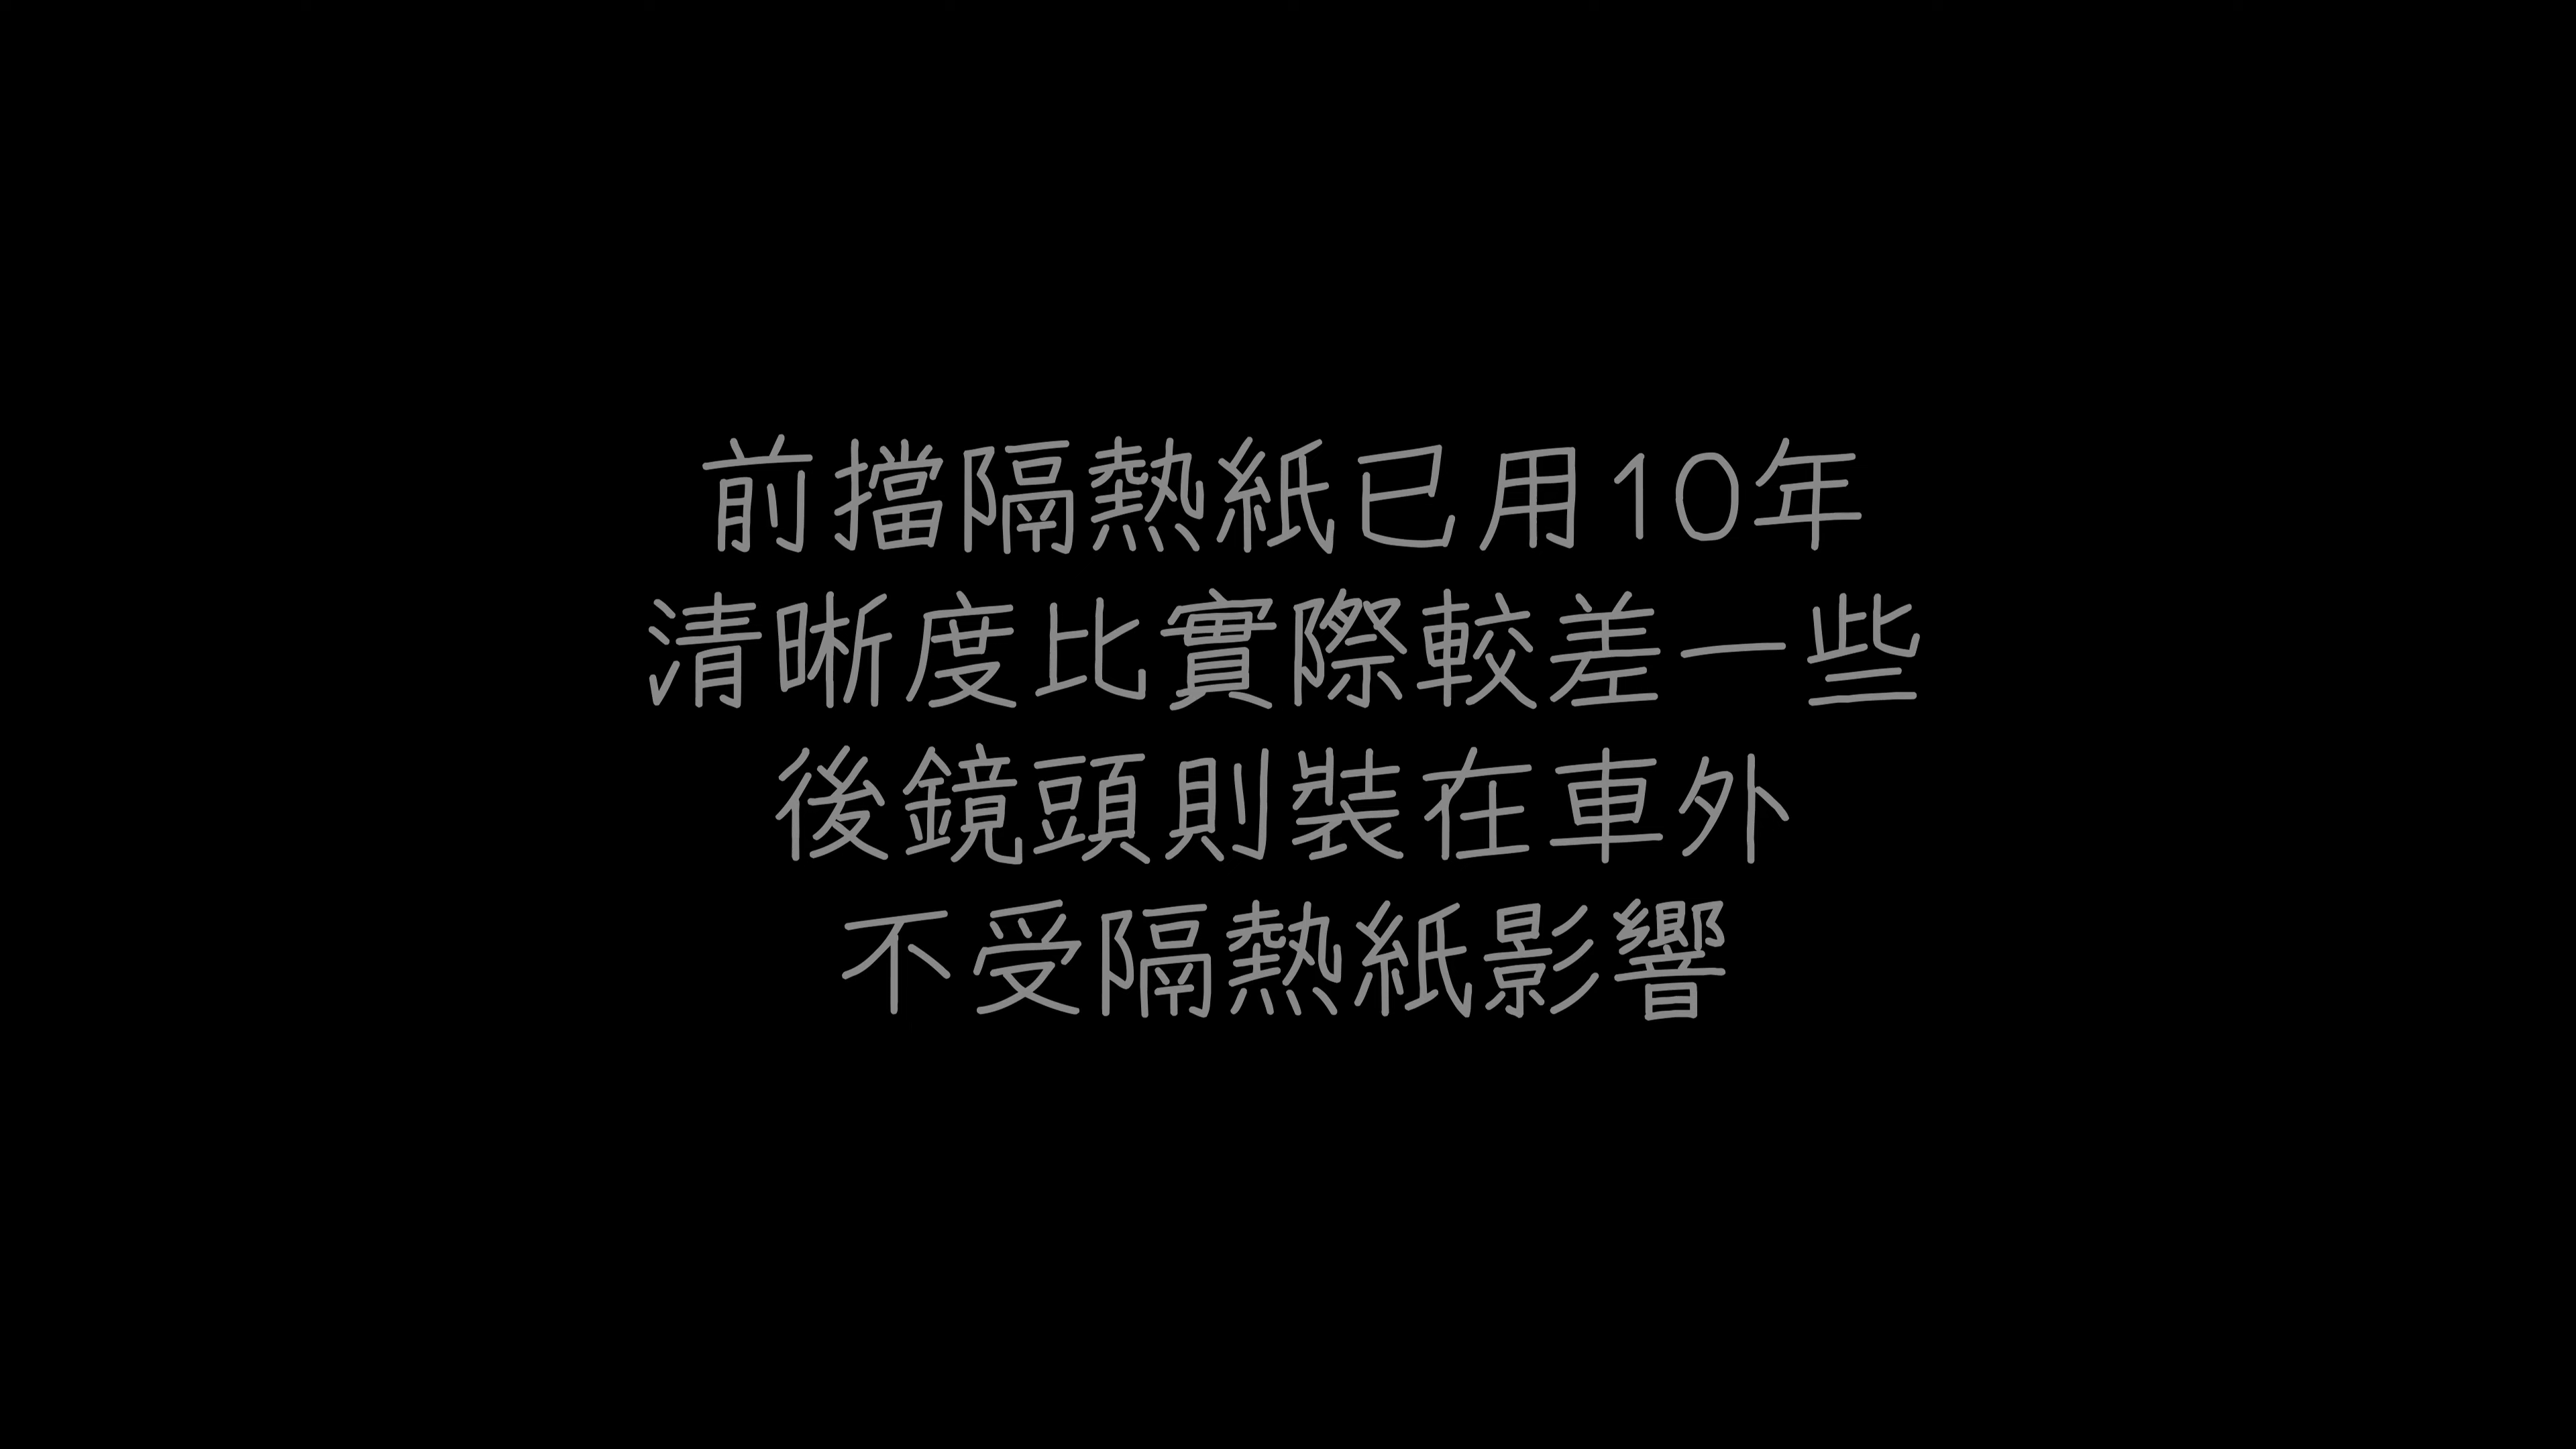 前擋隔熱紙已用10年
清晰度比實際較差一些
後鏡頭則裝在車外
不受隔熱紙影響